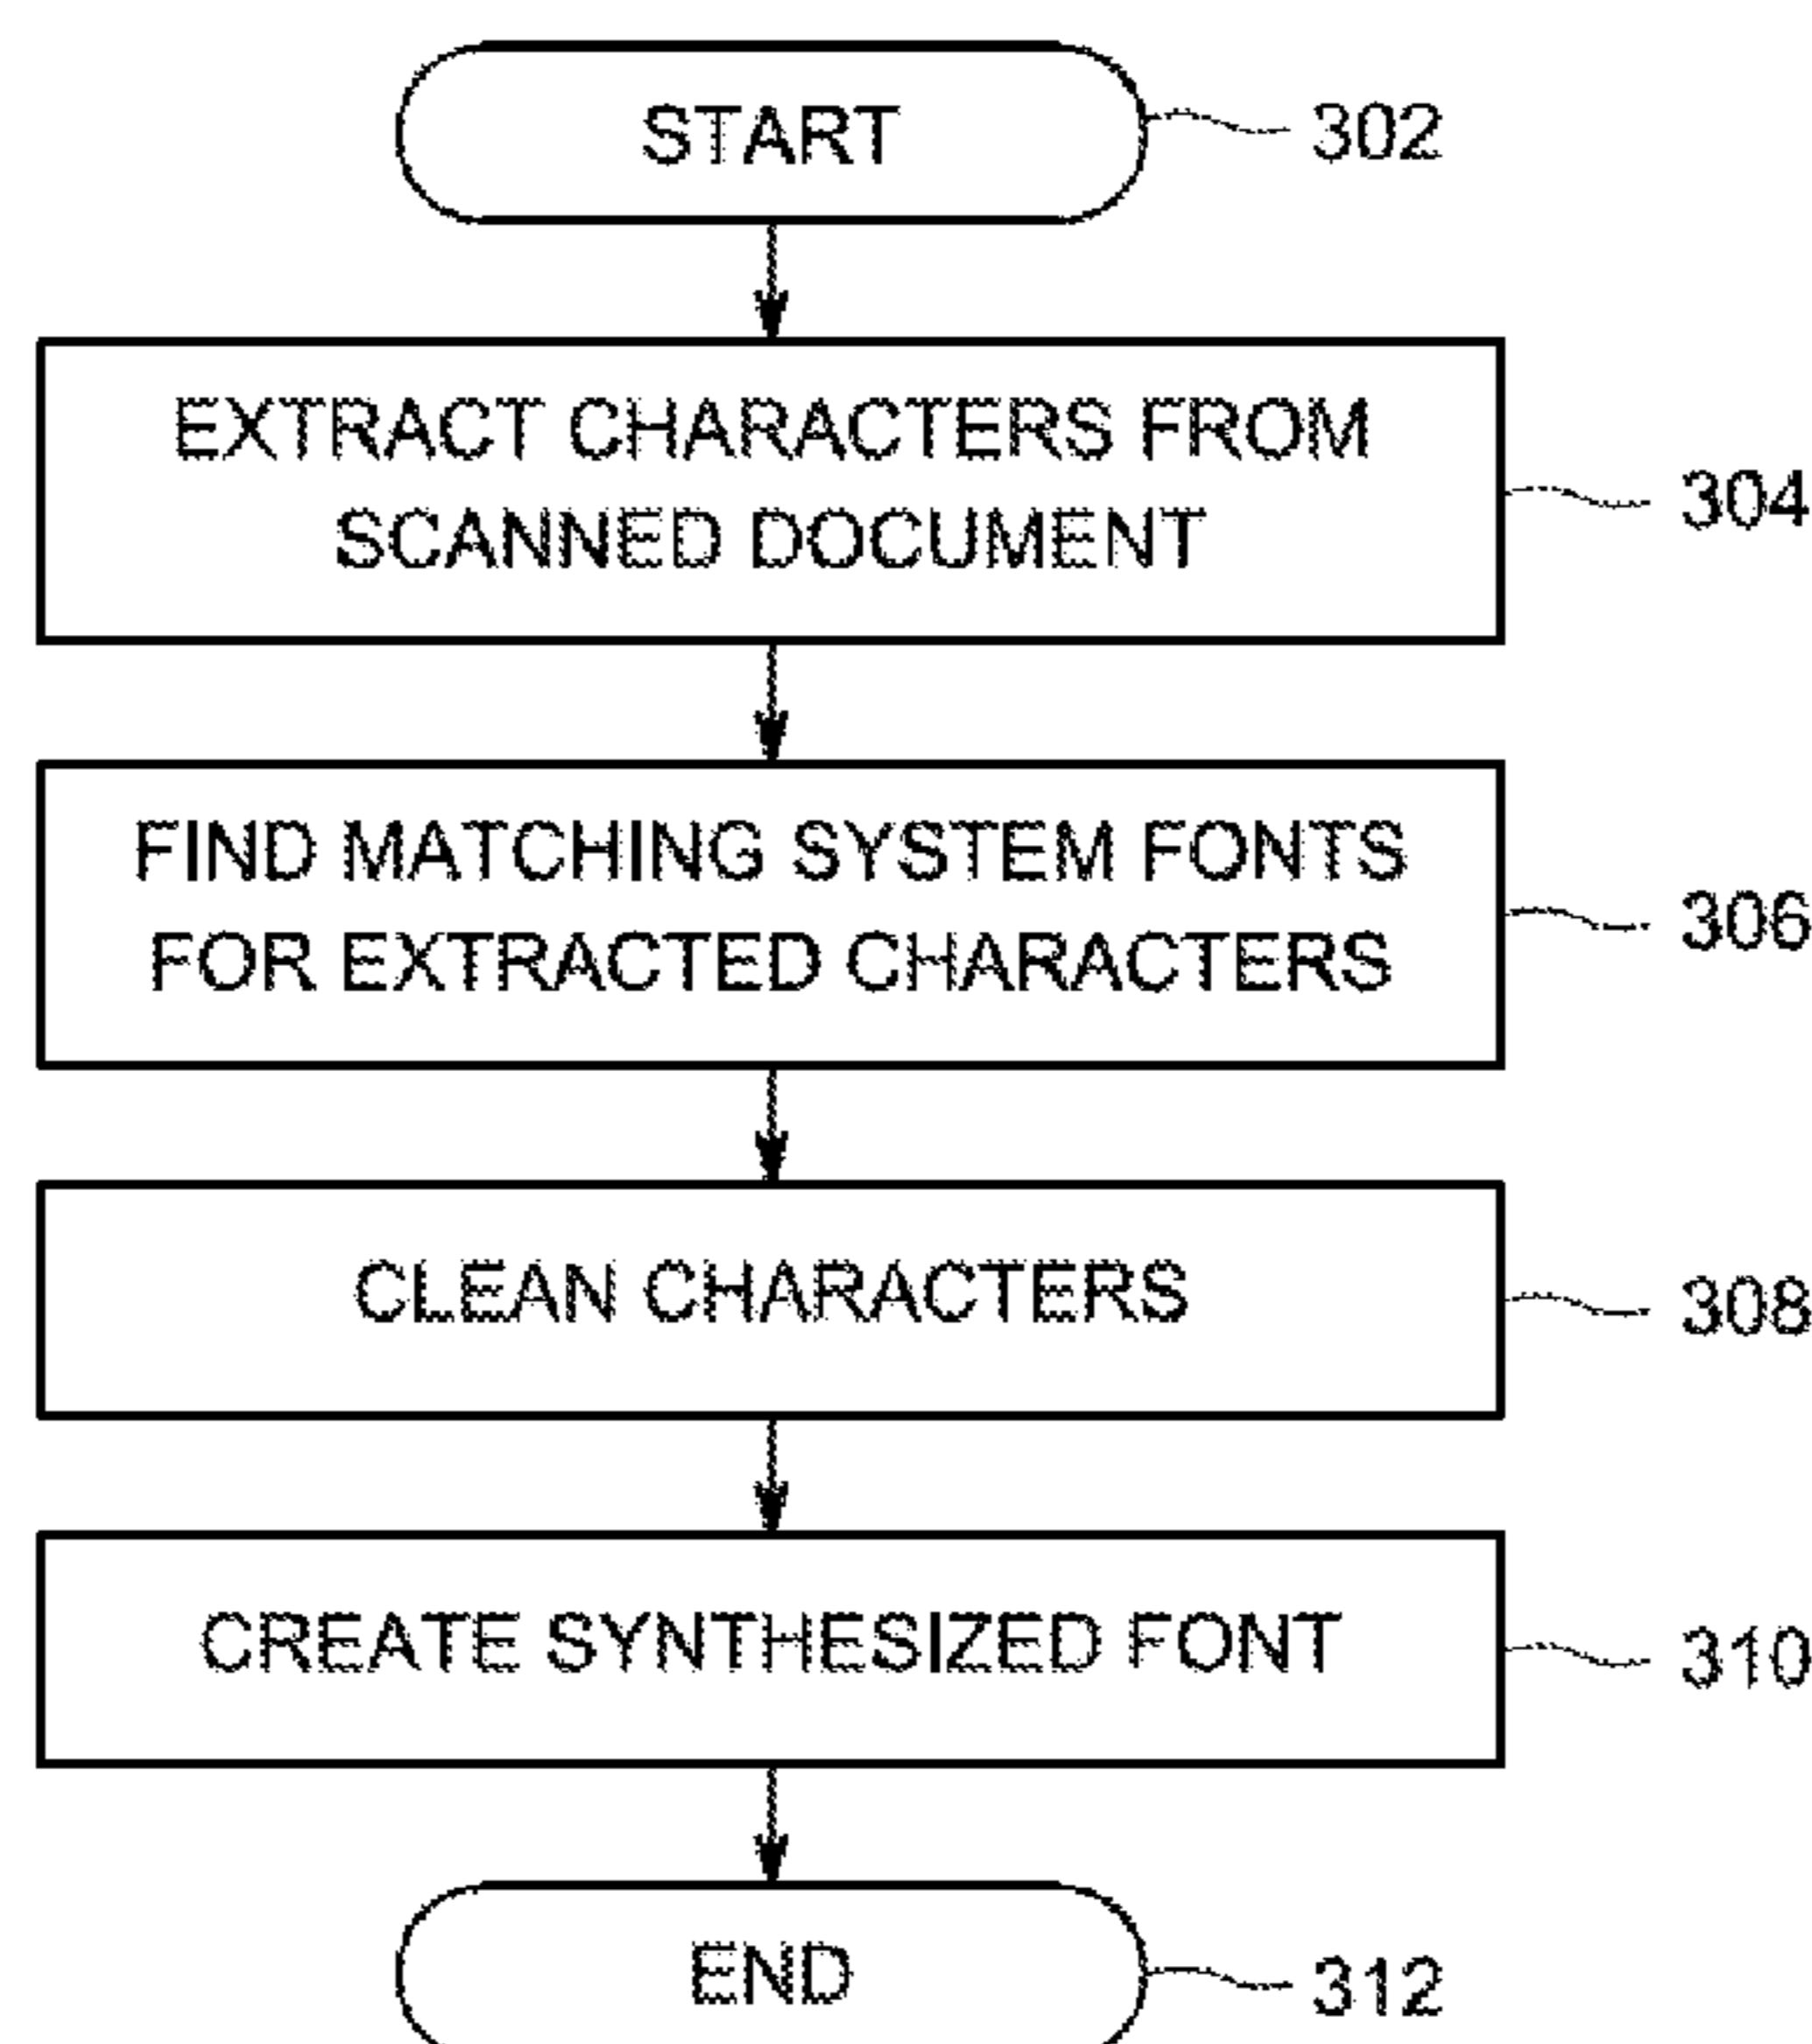 START
302
EXTRACT CHARACTERS FROM
SCANNED DOCUMENT
304
FIND MATCHING SYSTEM FONTS
FOR EXTRACTED CHARACTERS
306
CLEAN CHARACTERS
308
CREATE SYNTHESIZED FONT
310
END
312